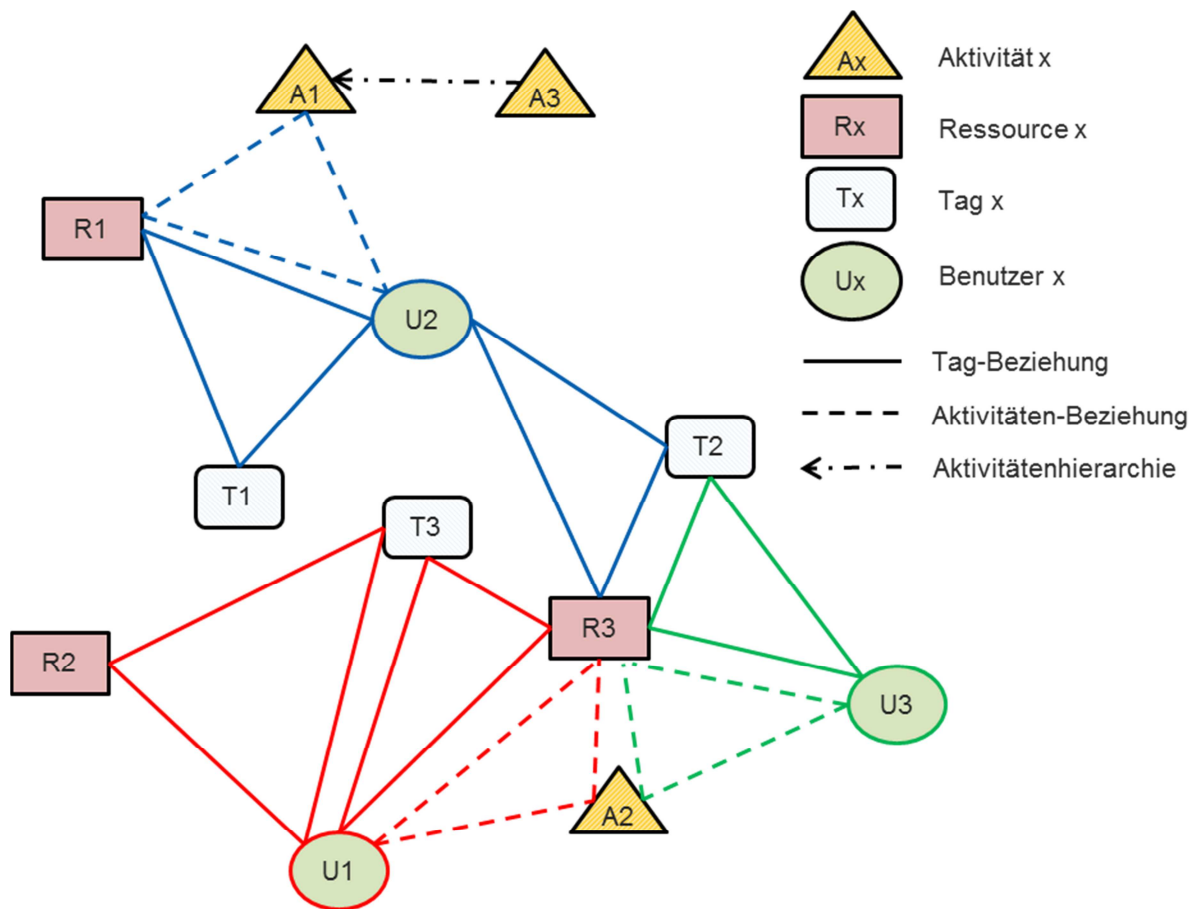 A1
A3
R1
U2
T1
T2
T3
R2
R3
U3
A2
U1
Ax Aktivität x
Rx Ressource x
Tx Tag x
Ux Benutzer x
Tag-Beziehung
Aktivitäten-Beziehung
Aktivitätenhierarchie